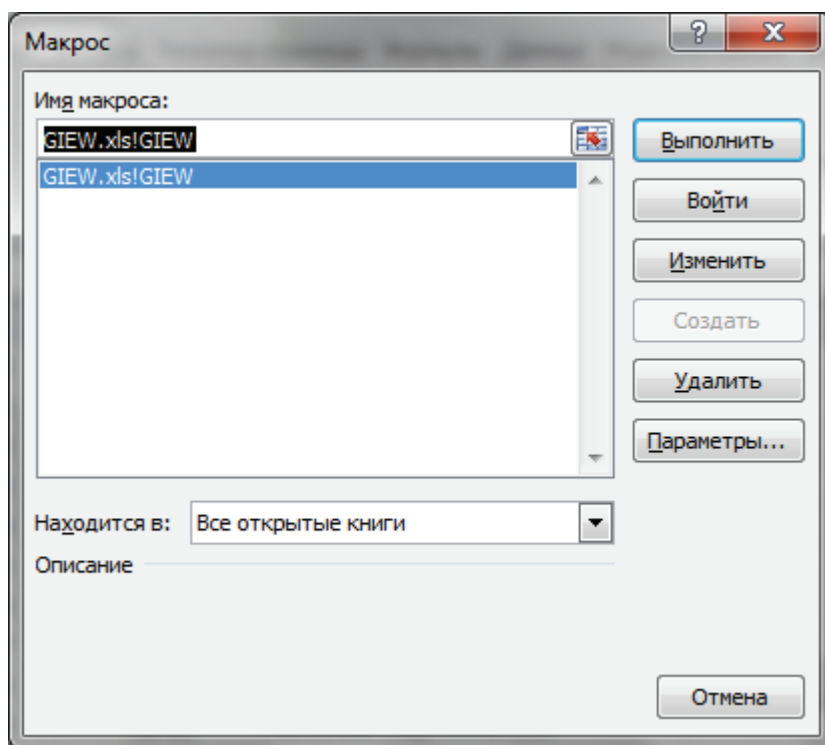 Макрос
Имя макроса:
GIEW.xls!GIEW
GIEW.xls!GIEW
Выполнить
Войти
Изменить
Создать
Удалить
Параметры...
Находится в: Все открытые книги
Описание
Отмена